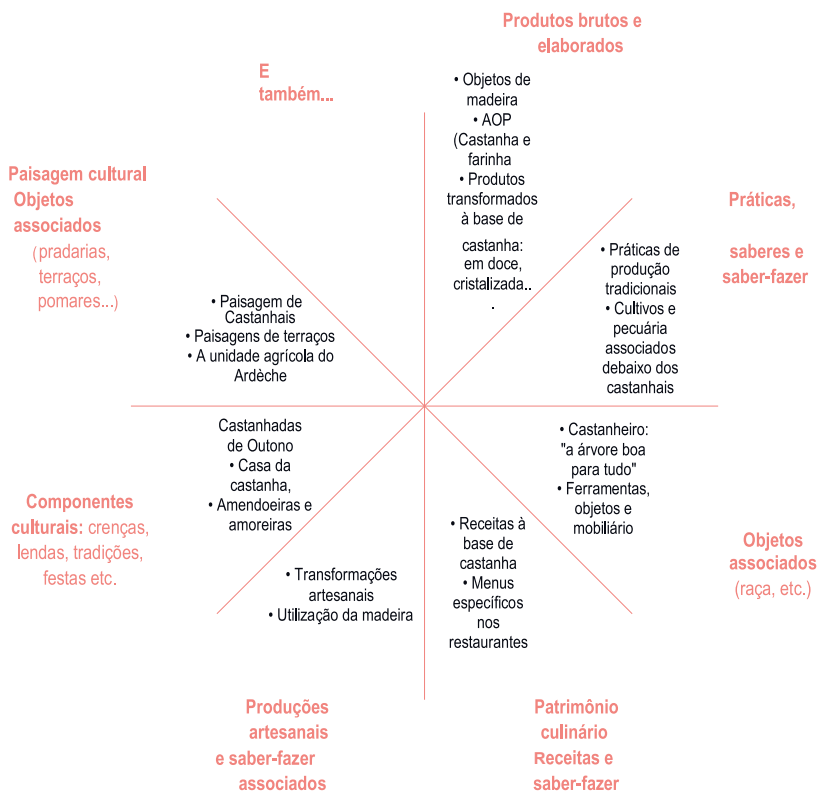 Produtos brutos e
elaborados
• Objetos de
madeira
• AOP
(Castanha e
farinha
• Produtos
transformados
à base de
castanha:
em doce,
cristalizada..
.
Práticas,
saberes e
saber-fazer
• Práticas de
produção
tradicionais
• Cultivos e
pecuária
associados
debaixo dos
castanhais
Objetos
associados
(raça, etc.)
• Castanheiro:
"a árvore boa
para tudo"
• Ferramentas,
objetos e
mobiliário
Patrimônio
culinário
Receitas e
saber-fazer
• Receitas à
base de
castanha
• Menus
específicos
nos
restaurantes
Produções
artesanais
e saber-fazer
associados
• Transformações
artesanais
• Utilização da madeira
Componentes
culturais: crenças,
lendas, tradições,
festas etc.
Castanhadas
de Outono
• Casa da
castanha,
• Amendoeiras e
amoreiras
Paisagem cultural
Objetos
associados
(pradarias,
terraços,
pomares...)
• Paisagem de
Castanhais
• Paisagens de terraços
• A unidade agrícola do
Ardèche
E
também...